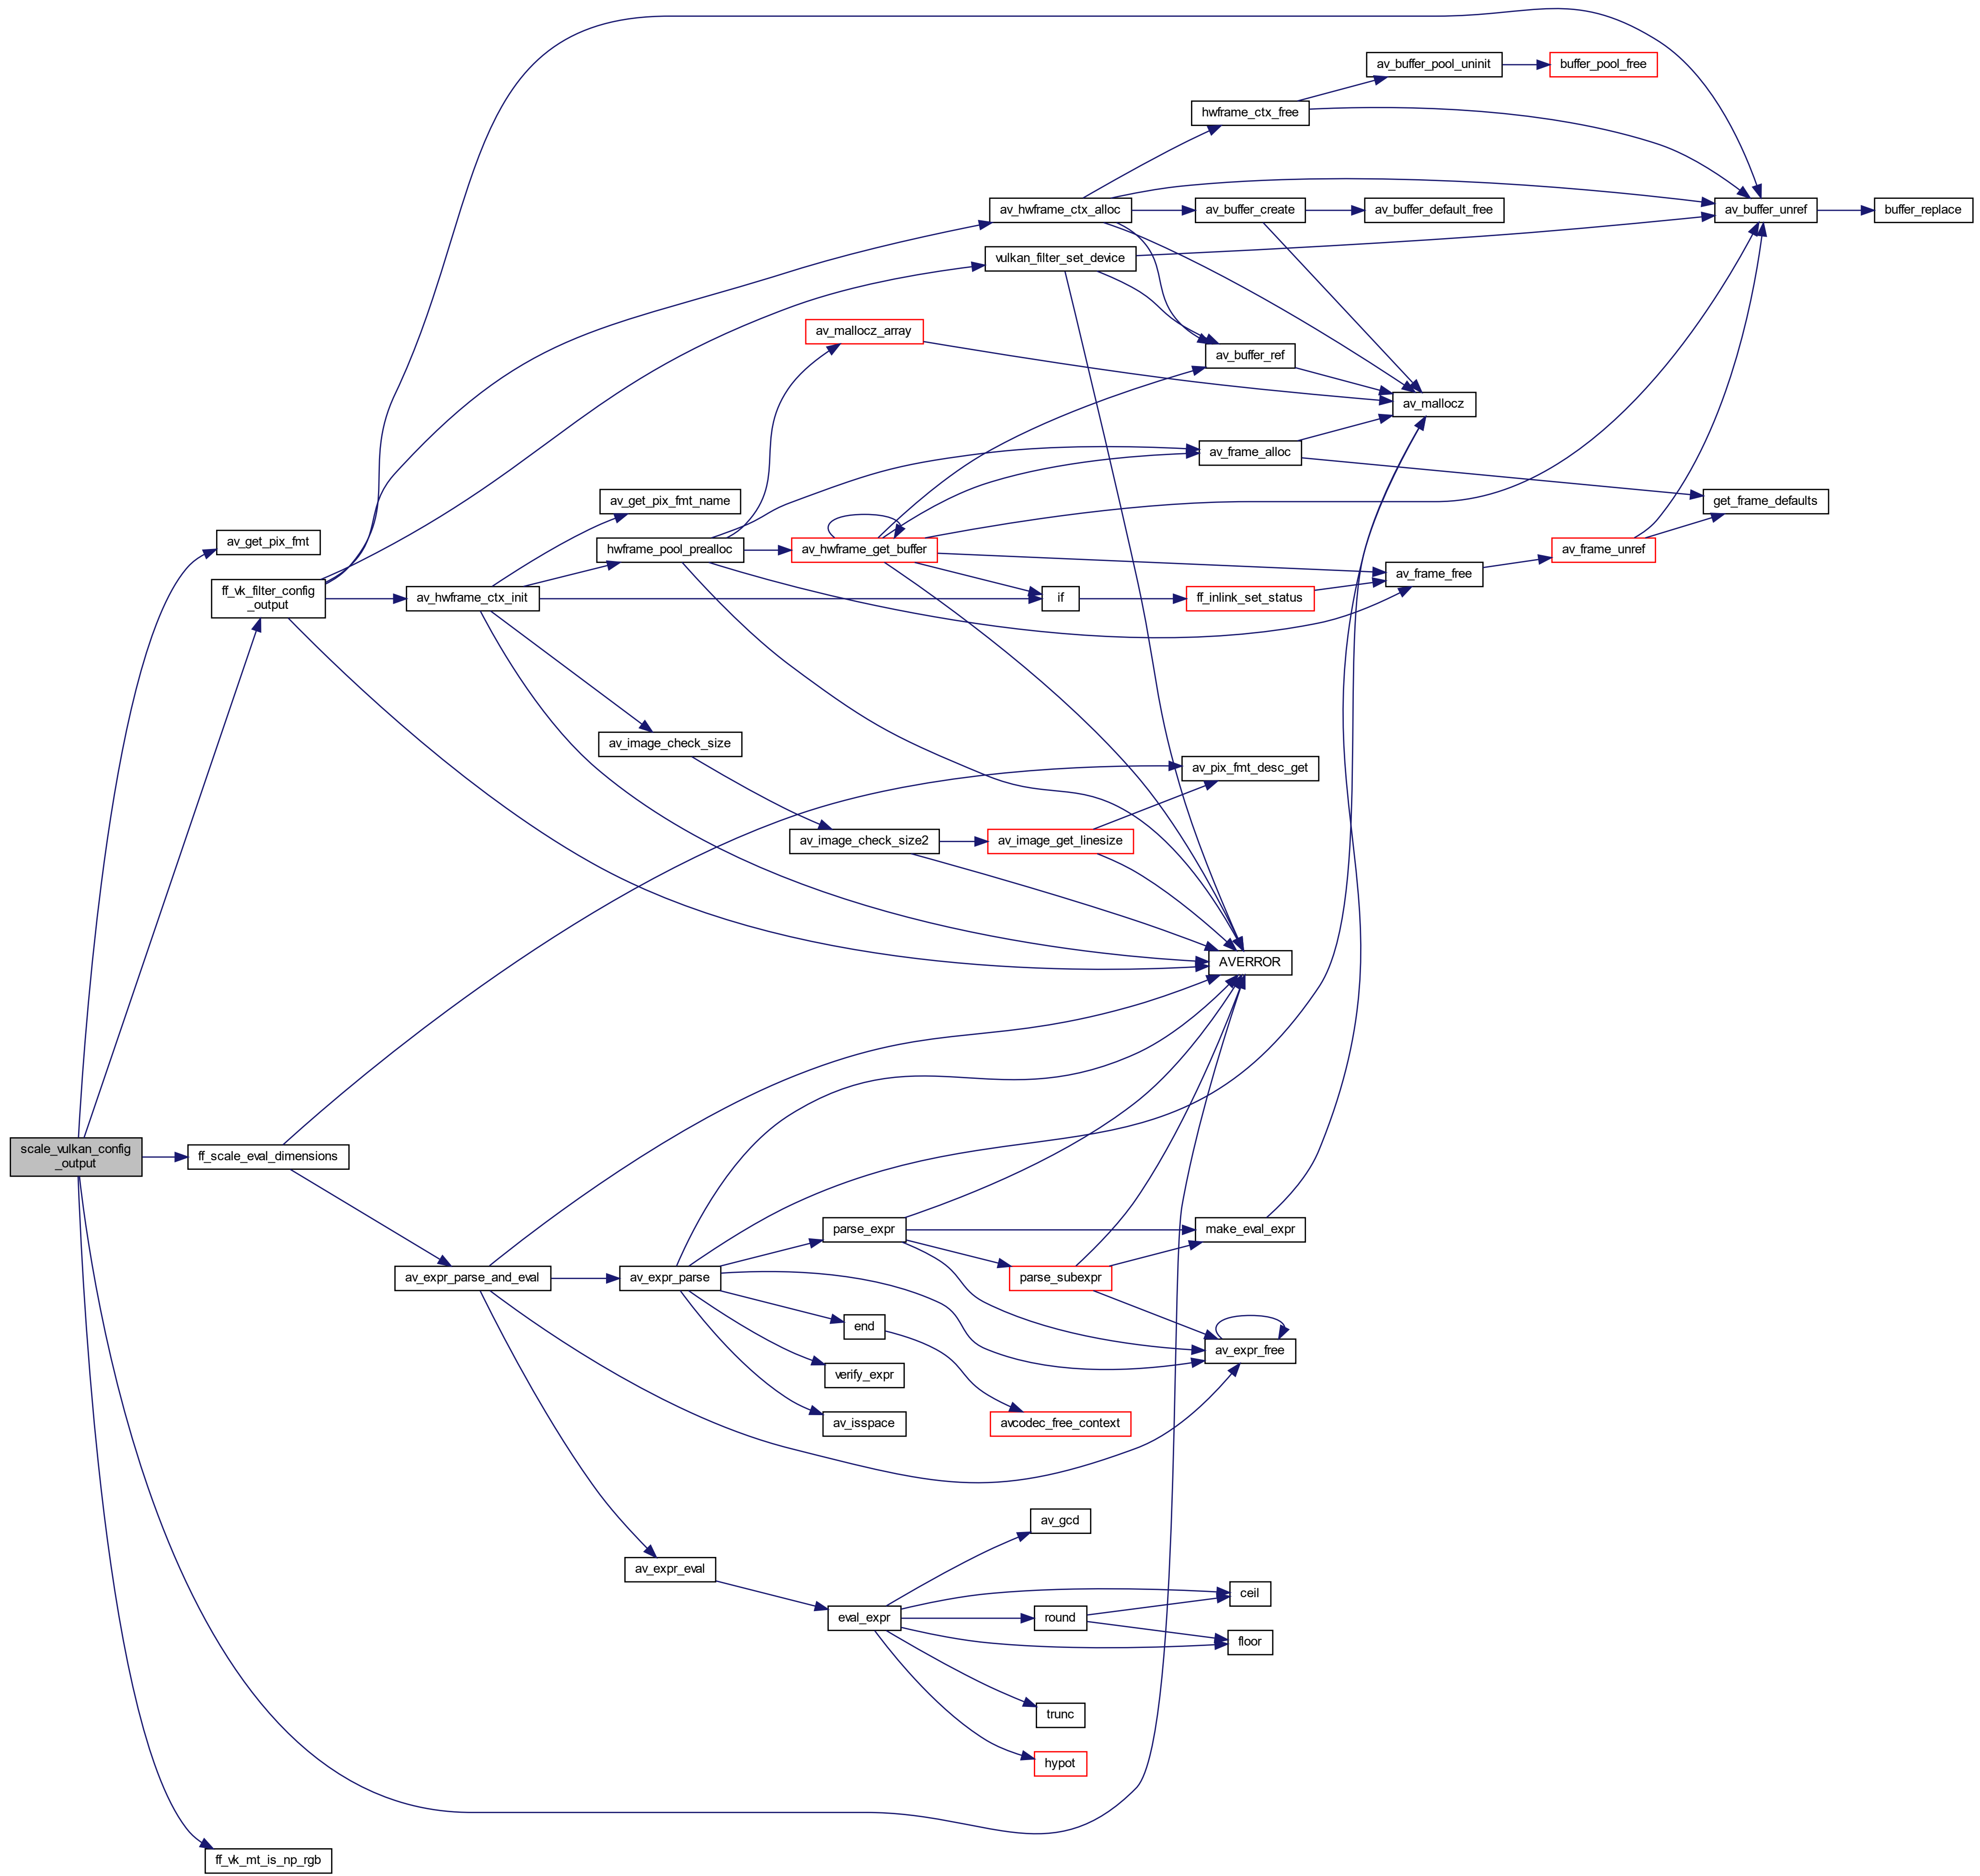 av_buffer_pool_uninit
buffer_pool_free
hwframe_ctx_free
av_hwframe_ctx_alloc
av_buffer_create
av_buffer_default_free
av_buffer_unref
buffer_replace
vulkan_filter_set_device
av_mallocz_array
av_buffer_ref
av_mallocz
av_frame_alloc
av_get_pix_fmt_name
get_frame_defaults
av_get_pix_fmt
hwframe_pool_prealloc
av_hwframe_get_buffer
av_frame_unref
av_frame_free
ff_vk_filter_config
_output
av_hwframe_ctx_init
if
ff_inlink_set_status
av_image_check_size
av_pix_fmt_desc_get
av_image_check_size2
av_image_get_linesize
AVERROR
scale_vulkan_config
_output
ff_scale_eval_dimensions
parse_expr
make_eval_expr
av_expr_parse_and_eval
av_expr_parse
parse_subexpr
end
av_expr_free
verify_expr
av_isspace
avcodec_free_context
av_gcd
av_expr_eval
ceil
eval_expr
round
floor
trunc
hypot
ff_vk_mt_is_np_rgb